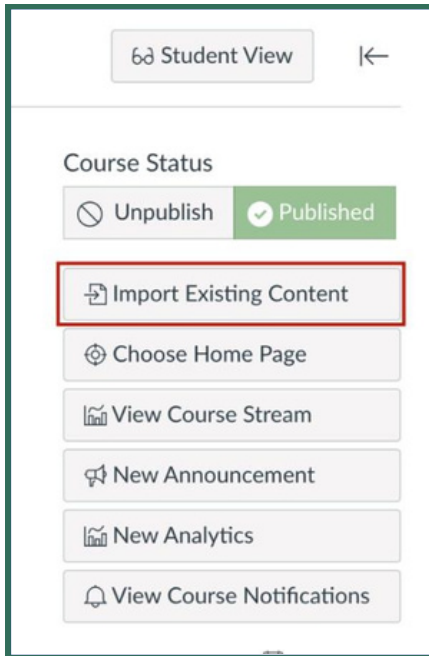 Student View
Course Status
Unpublish Published
Import Existing Content
Choose Home Page
View Course Stream
New Announcement
New Analytics
View Course Notifications